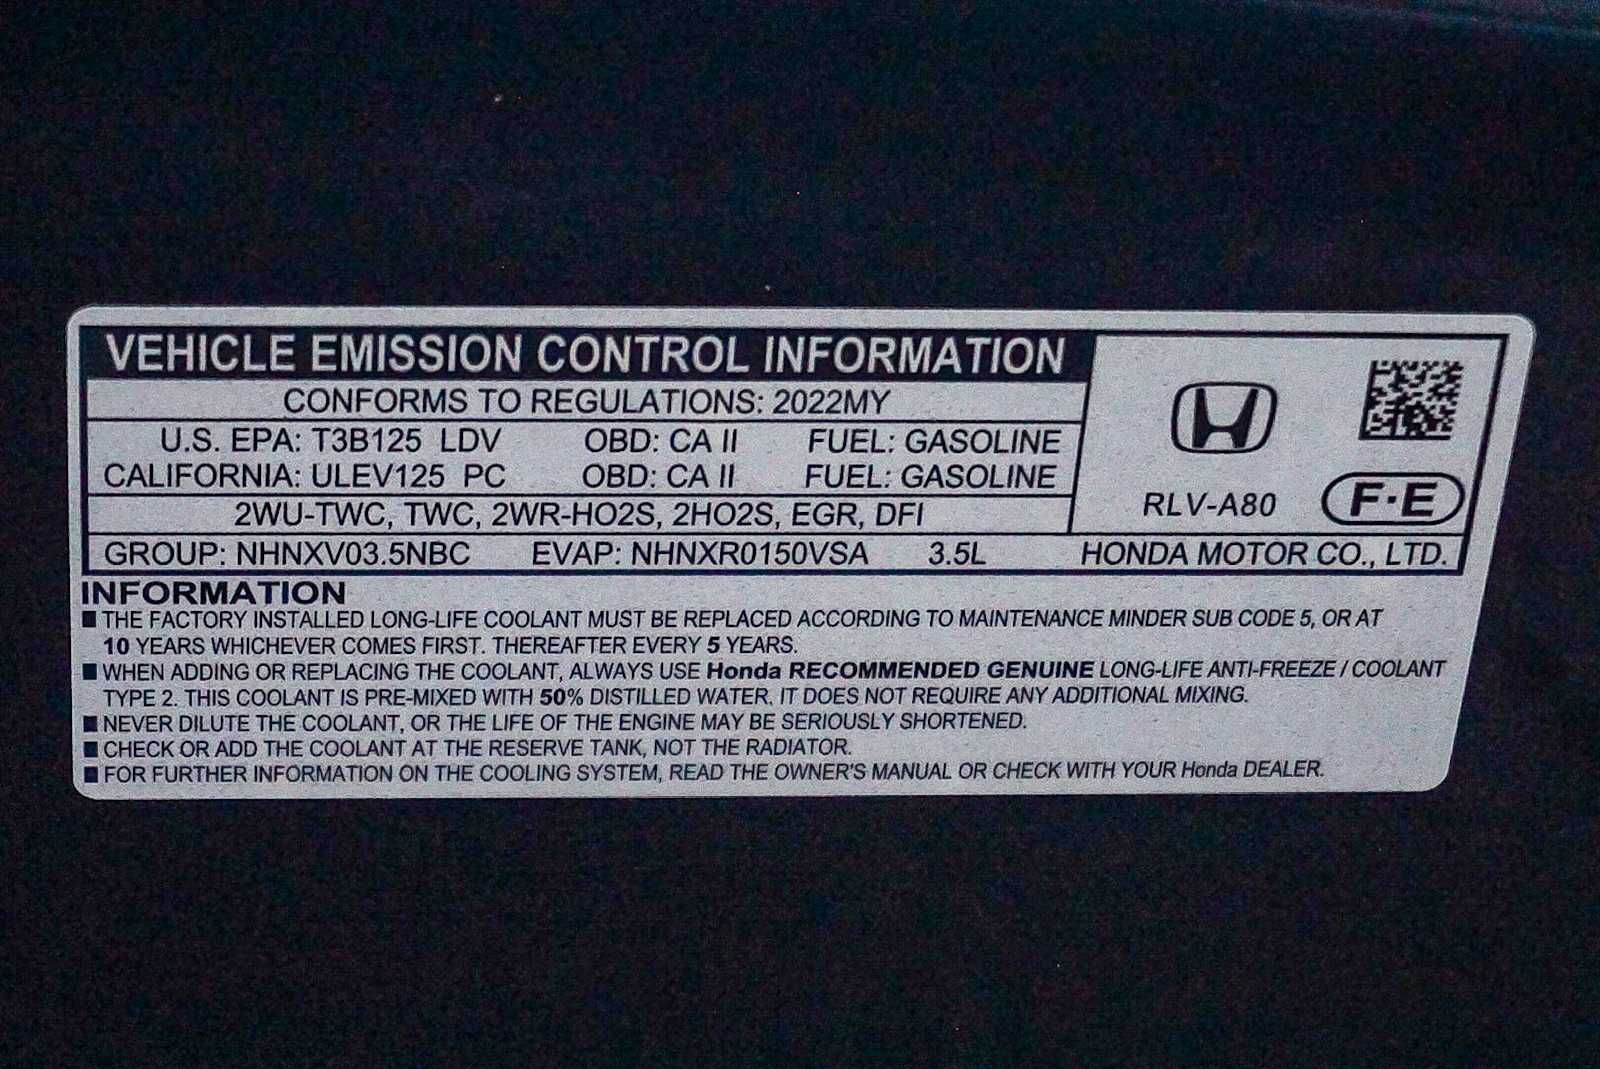 VEHICLE EMISSION CONTROL INFORMATION
CONFORMS TO REGULATIONS: 2022MY
U.S. EPA: T3B125 LDV OBD: CA II FUEL: GASOLINE
CALIFORNIA: ULEV125 PC OBD: CA II FUEL: GASOLINE
2WU-TWC, TWC, 2WR-HO2S, 2HO2S, EGR, DFI
RLV-A80
F·E
GROUP: NHNXV03.5NBC EVAP: NHNXR0150VSA 3.5L HONDA MOTOR CO., LTD.
INFORMATION
■ THE FACTORY INSTALLED LONG-LIFE COOLANT MUST BE REPLACED ACCORDING TO MAINTENANCE MINDER SUB CODE 5, OR AT
10 YEARS WHICHEVER COMES FIRST. THEREAFTER EVERY 5 YEARS.
■ WHEN ADDING OR REPLACING THE COOLANT, ALWAYS USE Honda RECOMMENDED GENUINE LONG-LIFE ANTI-FREEZE / COOLANT
TYPE 2. THIS COOLANT IS PRE-MIXED WITH 50% DISTILLED WATER. IT DOES NOT REQUIRE ANY ADDITIONAL MIXING.
■ NEVER DILUTE THE COOLANT, OR THE LIFE OF THE ENGINE MAY BE SERIOUSLY SHORTENED.
■ CHECK OR ADD THE COOLANT AT THE RESERVE TANK, NOT THE RADIATOR.
■ FOR FURTHER INFORMATION ON THE COOLING SYSTEM, READ THE OWNER'S MANUAL OR CHECK WITH YOUR Honda DEALER.